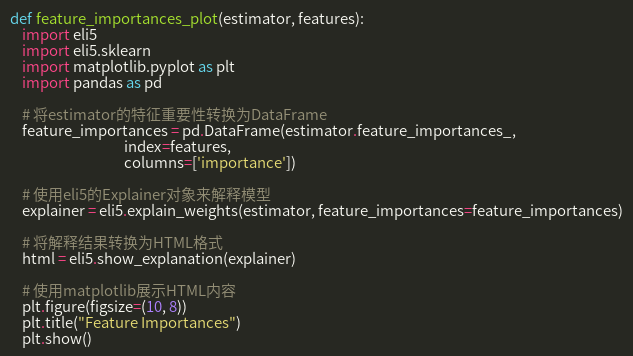 def feature_importances_plot(estimator, features):
    import eli5
    import eli5.sklearn
    import matplotlib.pyplot as plt
    import pandas as pd

    # 将estimator的特征重要性转换为DataFrame
    feature_importances = pd.DataFrame(estimator.feature_importances_,
                                       index=features,
                                       columns=['importance'])

    # 使用eli5的Explainer对象来解释模型
    explainer = eli5.explain_weights(estimator, feature_importances=feature_importances)

    # 将解释结果转换为HTML格式
    html = eli5.show_explanation(explainer)

    # 使用matplotlib展示HTML内容
    plt.figure(figsize=(10, 8))
    plt.title("Feature Importances")
    plt.show()